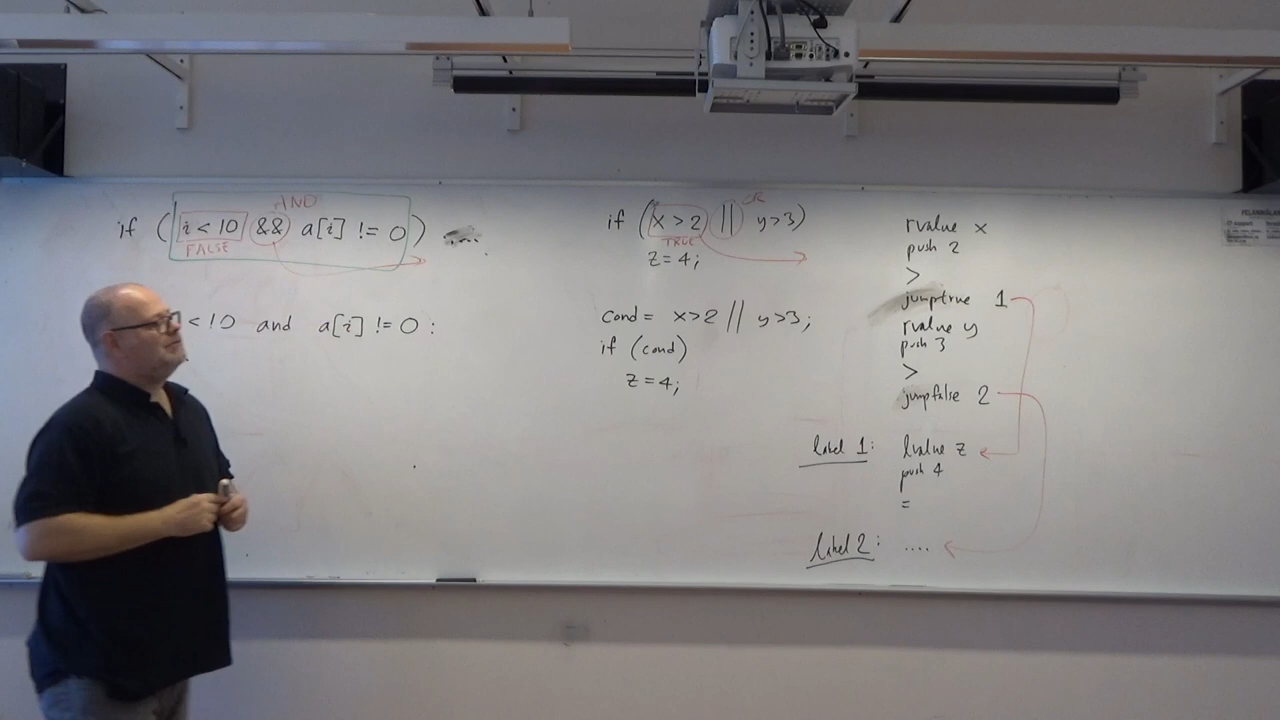 AND
if (i < 10 && a[i] != 0) ....
FALSE
< 10 and a[i] != 0 :
OR
if (x > 2 || y > 3)
TRUE
z = 4;
cond = x > 2 || y > 3;
if (cond)
z = 4;
rvalue x
push 2
>
jumptrue 1
rvalue y
push 3
>
jumpfalse 2
label 1: lvalue z
push 4
=
label 2: ....